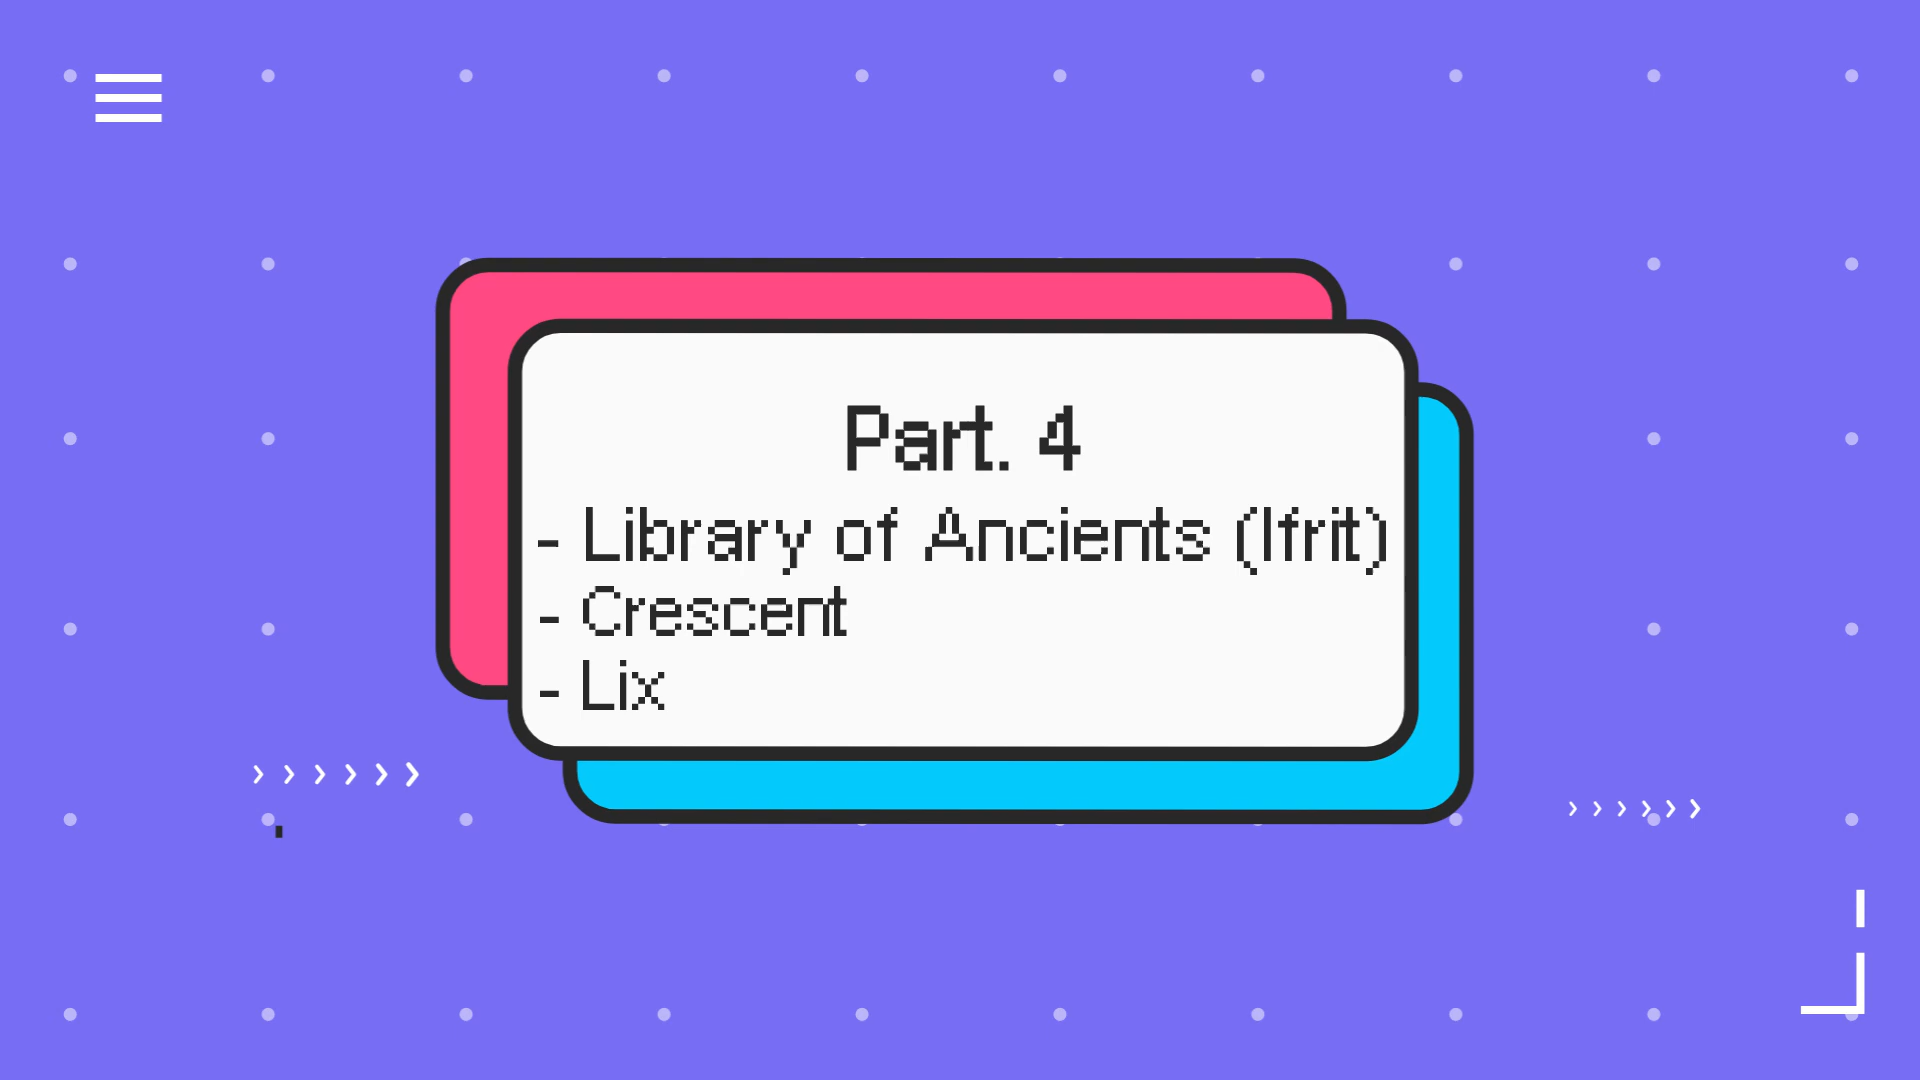 Part. 4
- Library of Ancients (Ifrit)
- Crescent
- Lix